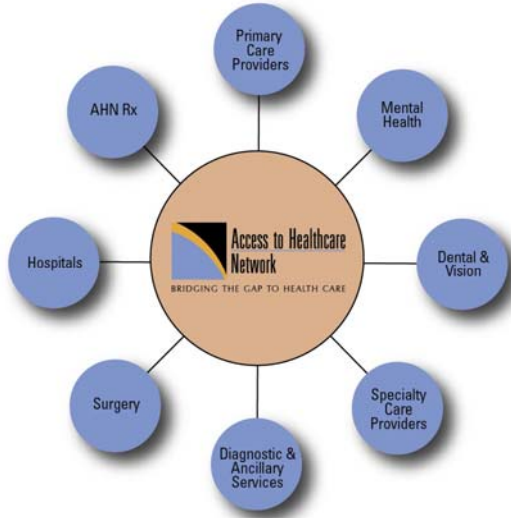 Primary
Care
Providers
Mental
Health
Dental &
Vision
Specialty
Care
Providers
Diagnostic &
Ancillary
Services
Surgery
Hospitals
AHN Rx
Access to Healthcare
Network
BRIDGING THE GAP TO HEALTH CARE